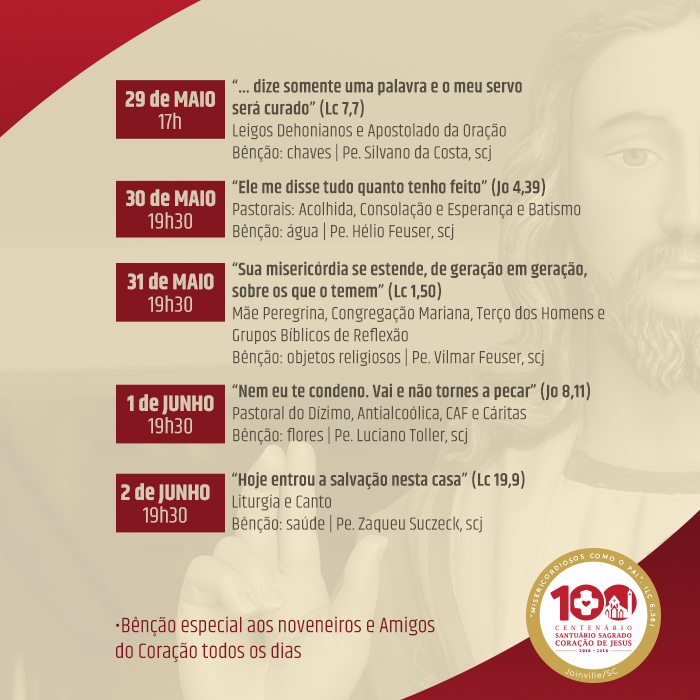 29 de MAIO
17h
“... dize somente uma palavra e o meu servo
será curado” (Lc 7,7)
Leigos Dehonianos e Apostolado da Oração
Bênção: chaves | Pe. Silvano da Costa, scj
30 de MAIO
19h30
“Ele me disse tudo quanto tenho feito” (Jo 4,39)
Pastorais: Acolhida, Consolação e Esperança e Batismo
Bênção: água | Pe. Hélio Feuser, scj
31 de MAIO
19h30
“Sua misericórdia se estende, de geração em geração,
sobre os que o temem” (Lc 1,50)
Mãe Peregrina, Congregação Mariana, Terço dos Homens e
Grupos Bíblicos de Reflexão
Bênção: objetos religiosos | Pe. Vilmar Feuser, scj
1 de JUNHO
19h30
“Nem eu te condeno. Vai e não tornes a pecar” (Jo 8,11)
Pastoral do Dízimo, Antialcoólica, CAF e Cáritas
Bênção: flores | Pe. Luciano Toller, scj
2 de JUNHO
19h30
“Hoje entrou a salvação nesta casa” (Lc 19,9)
Liturgia e Canto
Bênção: saúde | Pe. Zaqueu Suczeck, scj
•Bênção especial aos noveneiros e Amigos
do Coração todos os dias
"MISERICORDIOSOS COMO O PAI". (LC 6,36)
100
CENTENÁRIO
SANTUÁRIO SAGRADO
CORAÇÃO DE JESUS
1916 - 2016
Joinville/SC